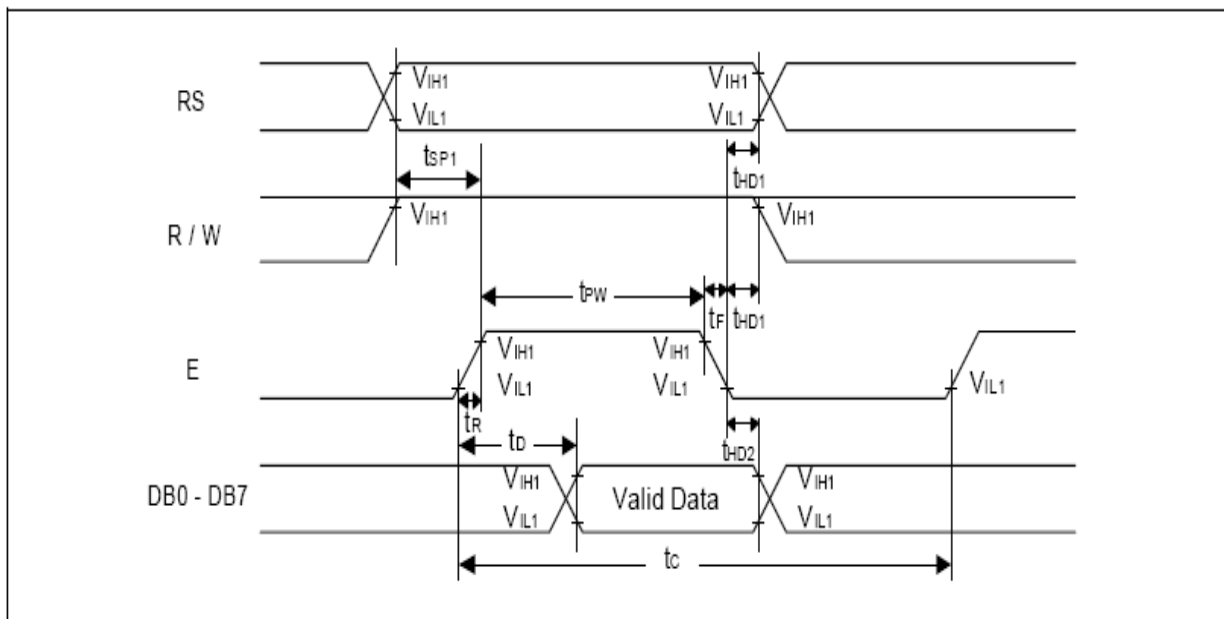 RS
VIH1
VIH1
VIL1
VIL1
tSP1
tHD1
R / W
VIH1
VIH1
tPW
tF
tHD1
E
VIH1
VIH1
VIL1
VIL1
VIL1
tR
tD
tHD2
DB0 - DB7
VIH1
Valid Data
VIH1
VIL1
VIL1
tC